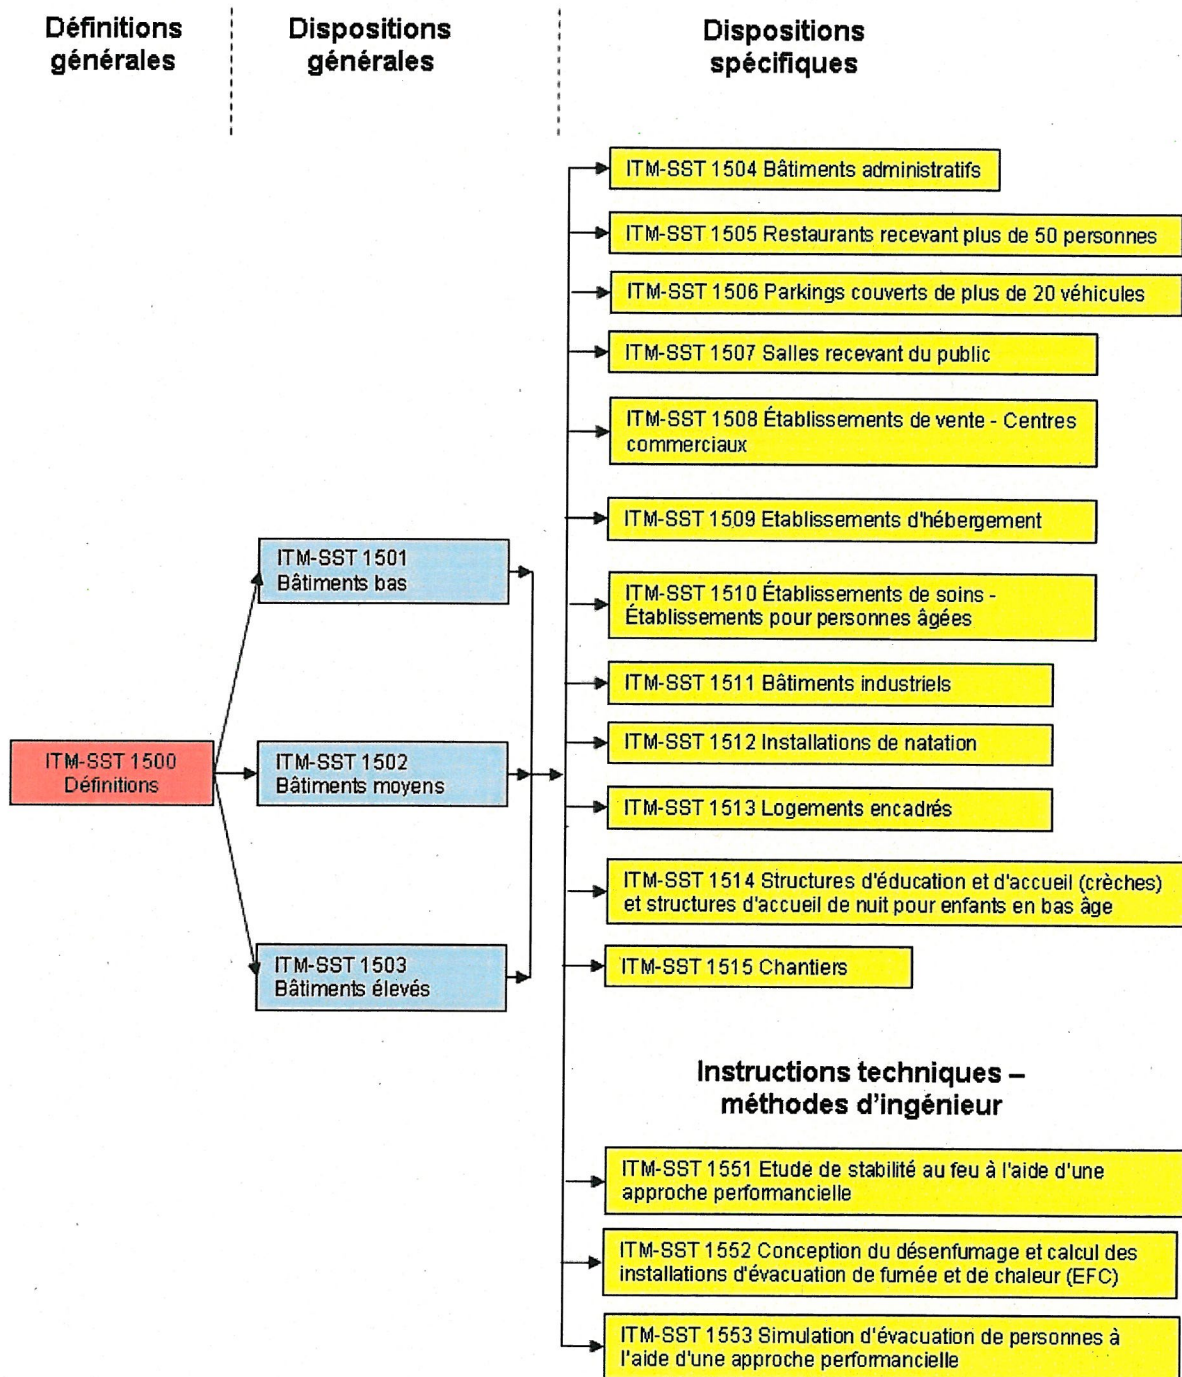 Définitions
générales
Dispositions
générales
Dispositions
spécifiques
ITM-SST 1504 Bâtiments administratifs
ITM-SST 1505 Restaurants recevant plus de 50 personnes
ITM-SST 1506 Parkings couverts de plus de 20 véhicules
ITM-SST 1507 Salles recevant du public
ITM-SST 1508 Établissements de vente - Centres
commerciaux
ITM-SST 1509 Etablissements d'hébergement
ITM-SST 1501
Bâtiments bas
ITM-SST 1510 Établissements de soins -
Établissements pour personnes âgées
ITM-SST 1511 Bâtiments industriels
ITM-SST 1500
Définitions
ITM-SST 1502
Bâtiments moyens
ITM-SST 1512 Installations de natation
ITM-SST 1513 Logements encadrés
ITM-SST 1514 Structures d'éducation et d'accueil (crèches)
et structures d'accueil de nuit pour enfants en bas âge
ITM-SST 1503
Bâtiments élevés
ITM-SST 1515 Chantiers
Instructions techniques –
méthodes d'ingénieur
ITM-SST 1551 Etude de stabilité au feu à l'aide d'une
approche performancielle
ITM-SST 1552 Conception du désenfumage et calcul des
installations d'évacuation de fumée et de chaleur (EFC)
ITM-SST 1553 Simulation d'évacuation de personnes à
l'aide d'une approche performancielle